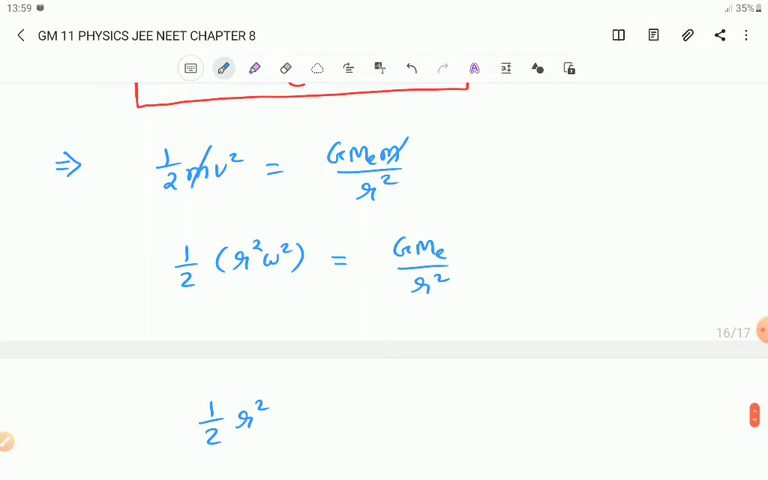 13:59 35%
GM 11 PHYSICS JEE NEET CHAPTER 8
⇒ 1/2 mv² = GMₑm/r²
1/2 (r²ω²) = GMₑ/r²
16/17
1/2 r²